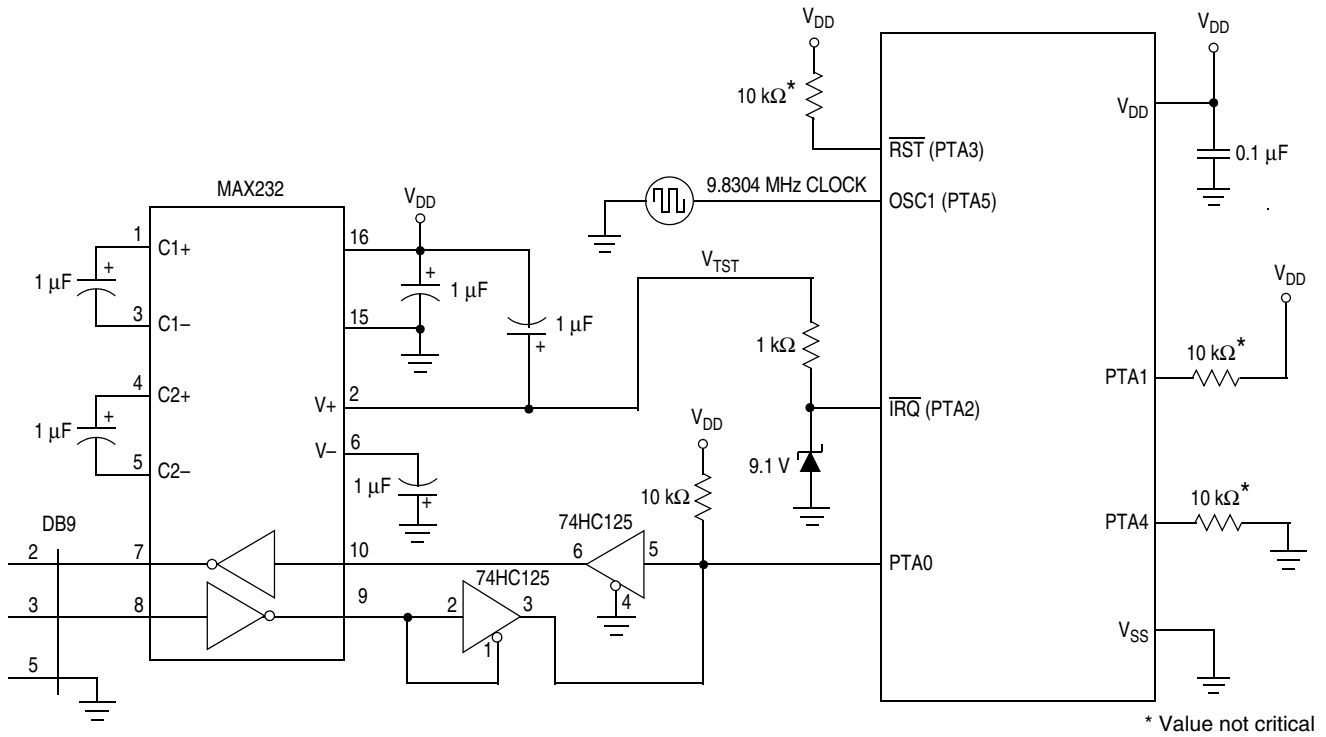 VDD
VDD
10 kΩ*
VDD
RST (PTA3)
0.1 µF
MAX232
9.8304 MHz CLOCK
OSC1 (PTA5)
VDD
1
C1+
16
1 µF
+
+
1 µF
VTST
VDD
3
C1–
15
1 µF
+
1 kΩ
10 kΩ*
PTA1
4
C2+
V+
2
IRQ (PTA2)
1 µF
+
VDD
5
C2–
V–
6
1 µF
+
9.1 V
10 kΩ
10 kΩ*
PTA4
DB9
74HC125
2
7
10
6
5
4
PTA0
74HC125
3
8
9
2
3
1
VSS
5
* Value not critical